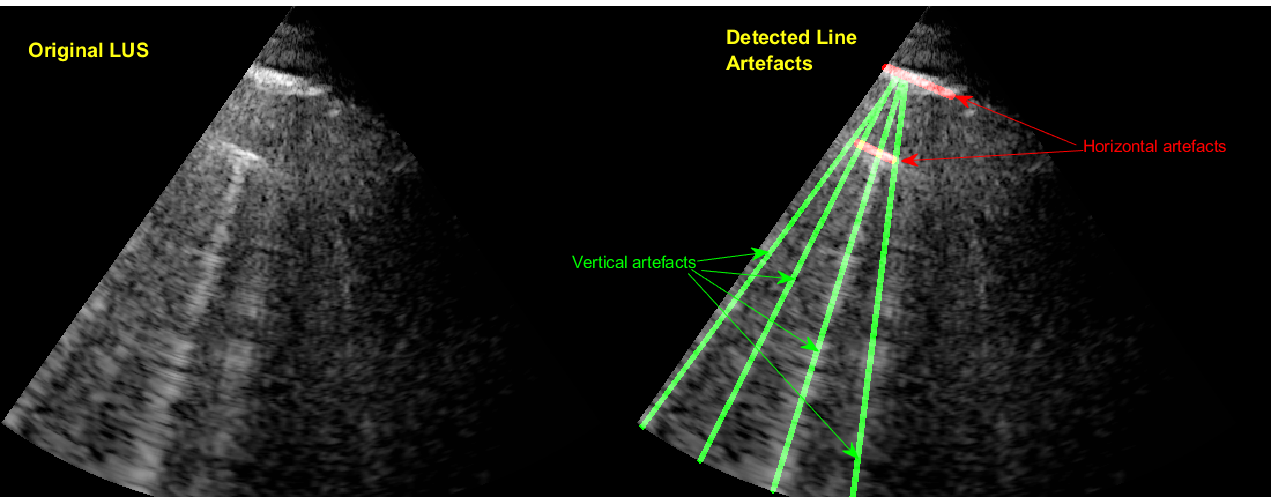 Original LUS
Detected Line
Artefacts
Horizontal artefacts
Vertical artefacts